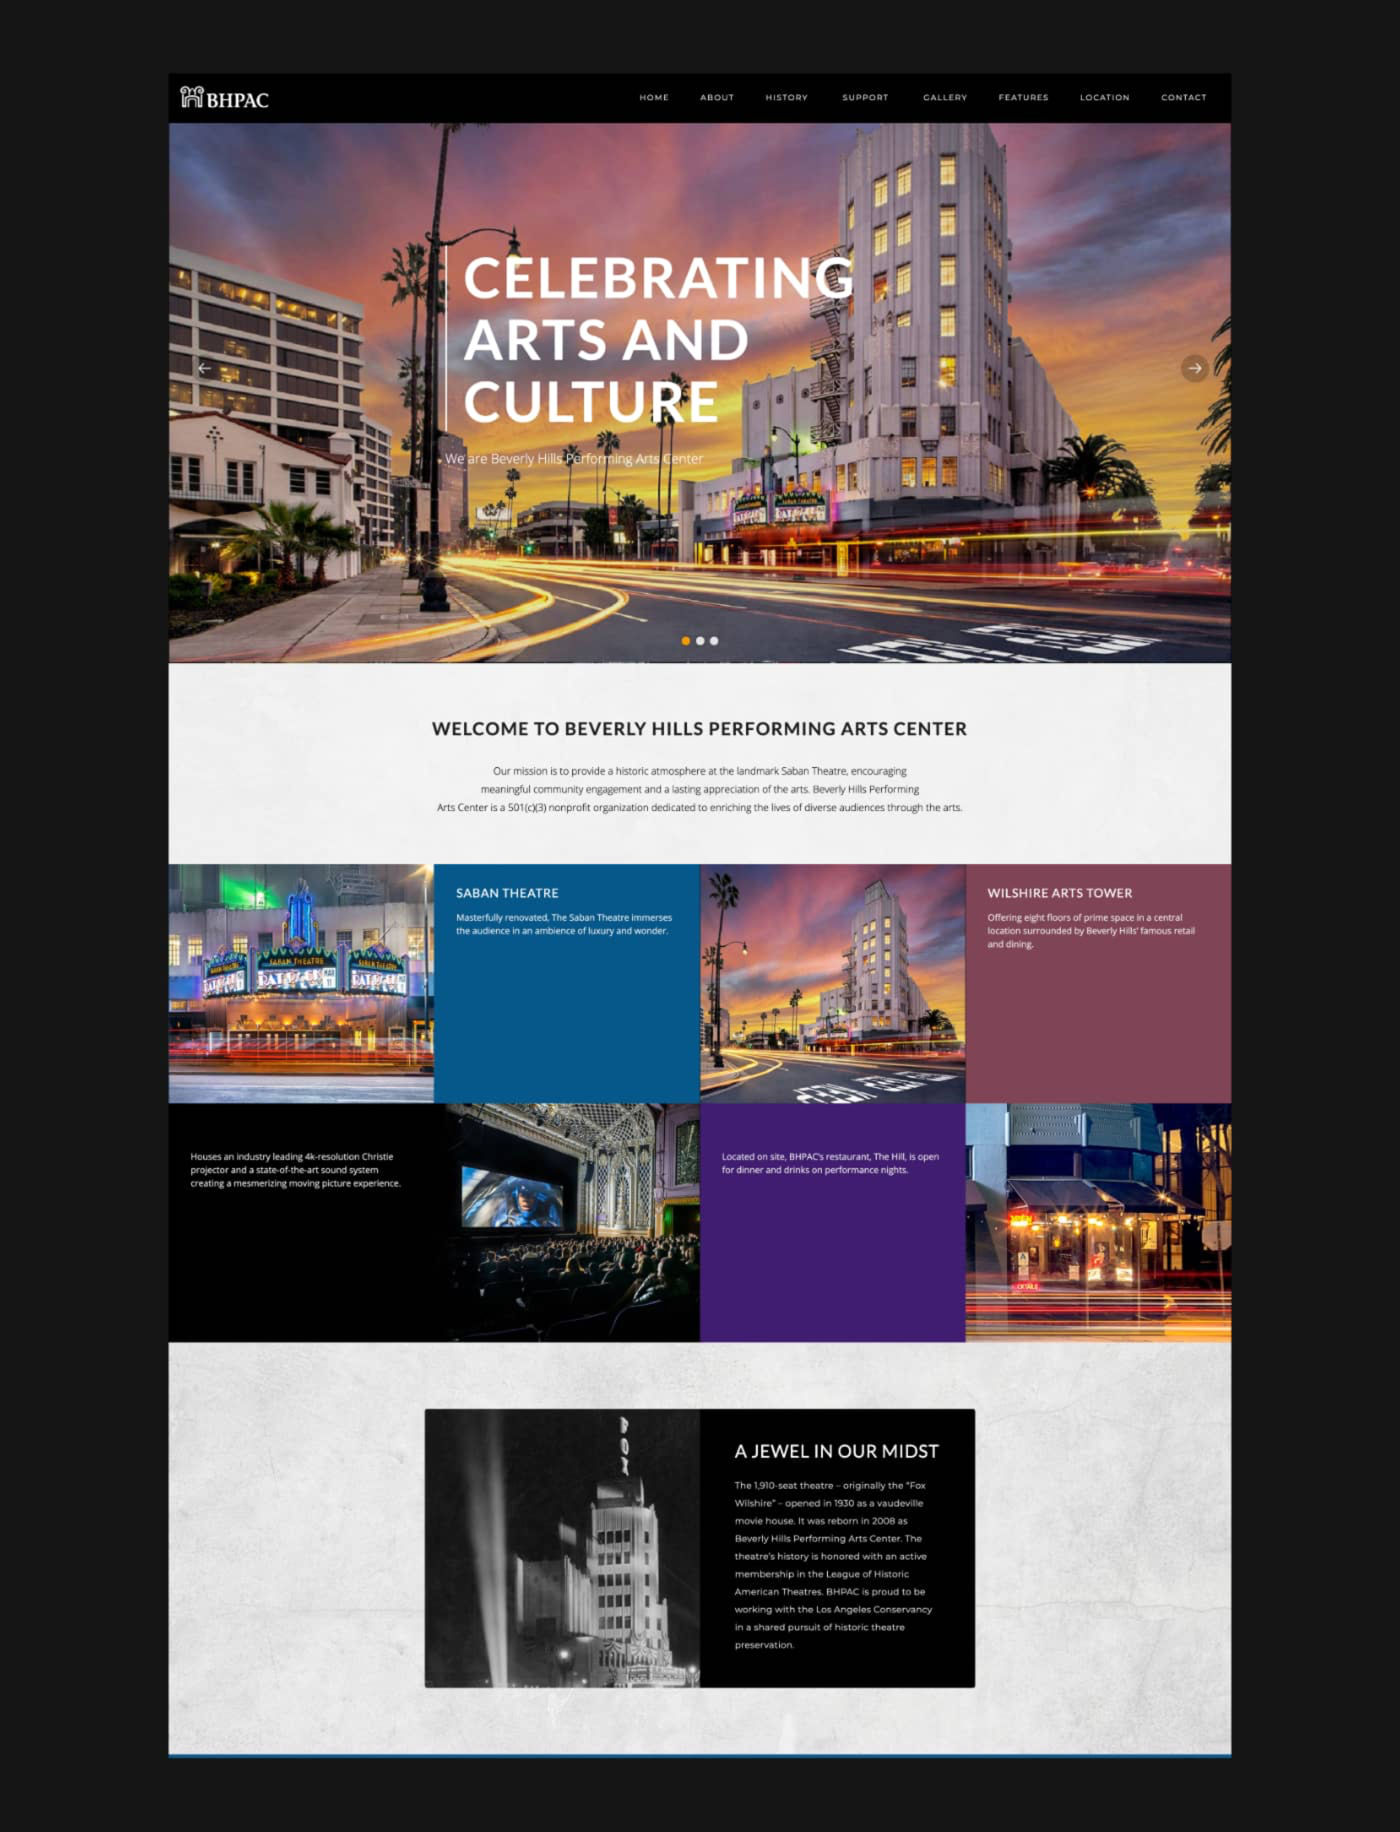 BHPAC
HOME ABOUT HISTORY SUPPORT GALLERY FEATURES LOCATION CONTACT
CELEBRATING
ARTS AND
CULTURE
We are Beverly Hills Performing Arts Center
WELCOME TO BEVERLY HILLS PERFORMING ARTS CENTER
Our mission is to provide a historic atmosphere at the landmark Saban Theatre, encouraging
meaningful community engagement and a lasting appreciation of the arts. Beverly Hills Performing
Arts Center is a 501(c)(3) nonprofit organization dedicated to enriching the lives of diverse audiences through the arts.
SABAN THEATRE
SABAN THEATRE
Masterfully renovated, The Saban Theatre immerses
the audience in an ambience of luxury and wonder.
WILSHIRE ARTS TOWER
Offering eight floors of prime space in a central
location surrounded by Beverly Hills' famous retail
and dining.
Houses an industry leading 4k-resolution Christie
projector and a state-of-the-art sound system
creating a mesmerizing moving picture experience.
Located on site, BHPAC's restaurant, The Hill, is open
for dinner and drinks on performance nights.
OPEN
FOX
A JEWEL IN OUR MIDST
The 1,910-seat theatre – originally the “Fox
Wilshire” – opened in 1930 as a vaudeville
movie house. It was reborn in 2008 as
Beverly Hills Performing Arts Center. The
theatre's history is honored with an active
membership in the League of Historic
American Theatres. BHPAC is proud to be
working with the Los Angeles Conservancy
in a shared pursuit of historic theatre
preservation.